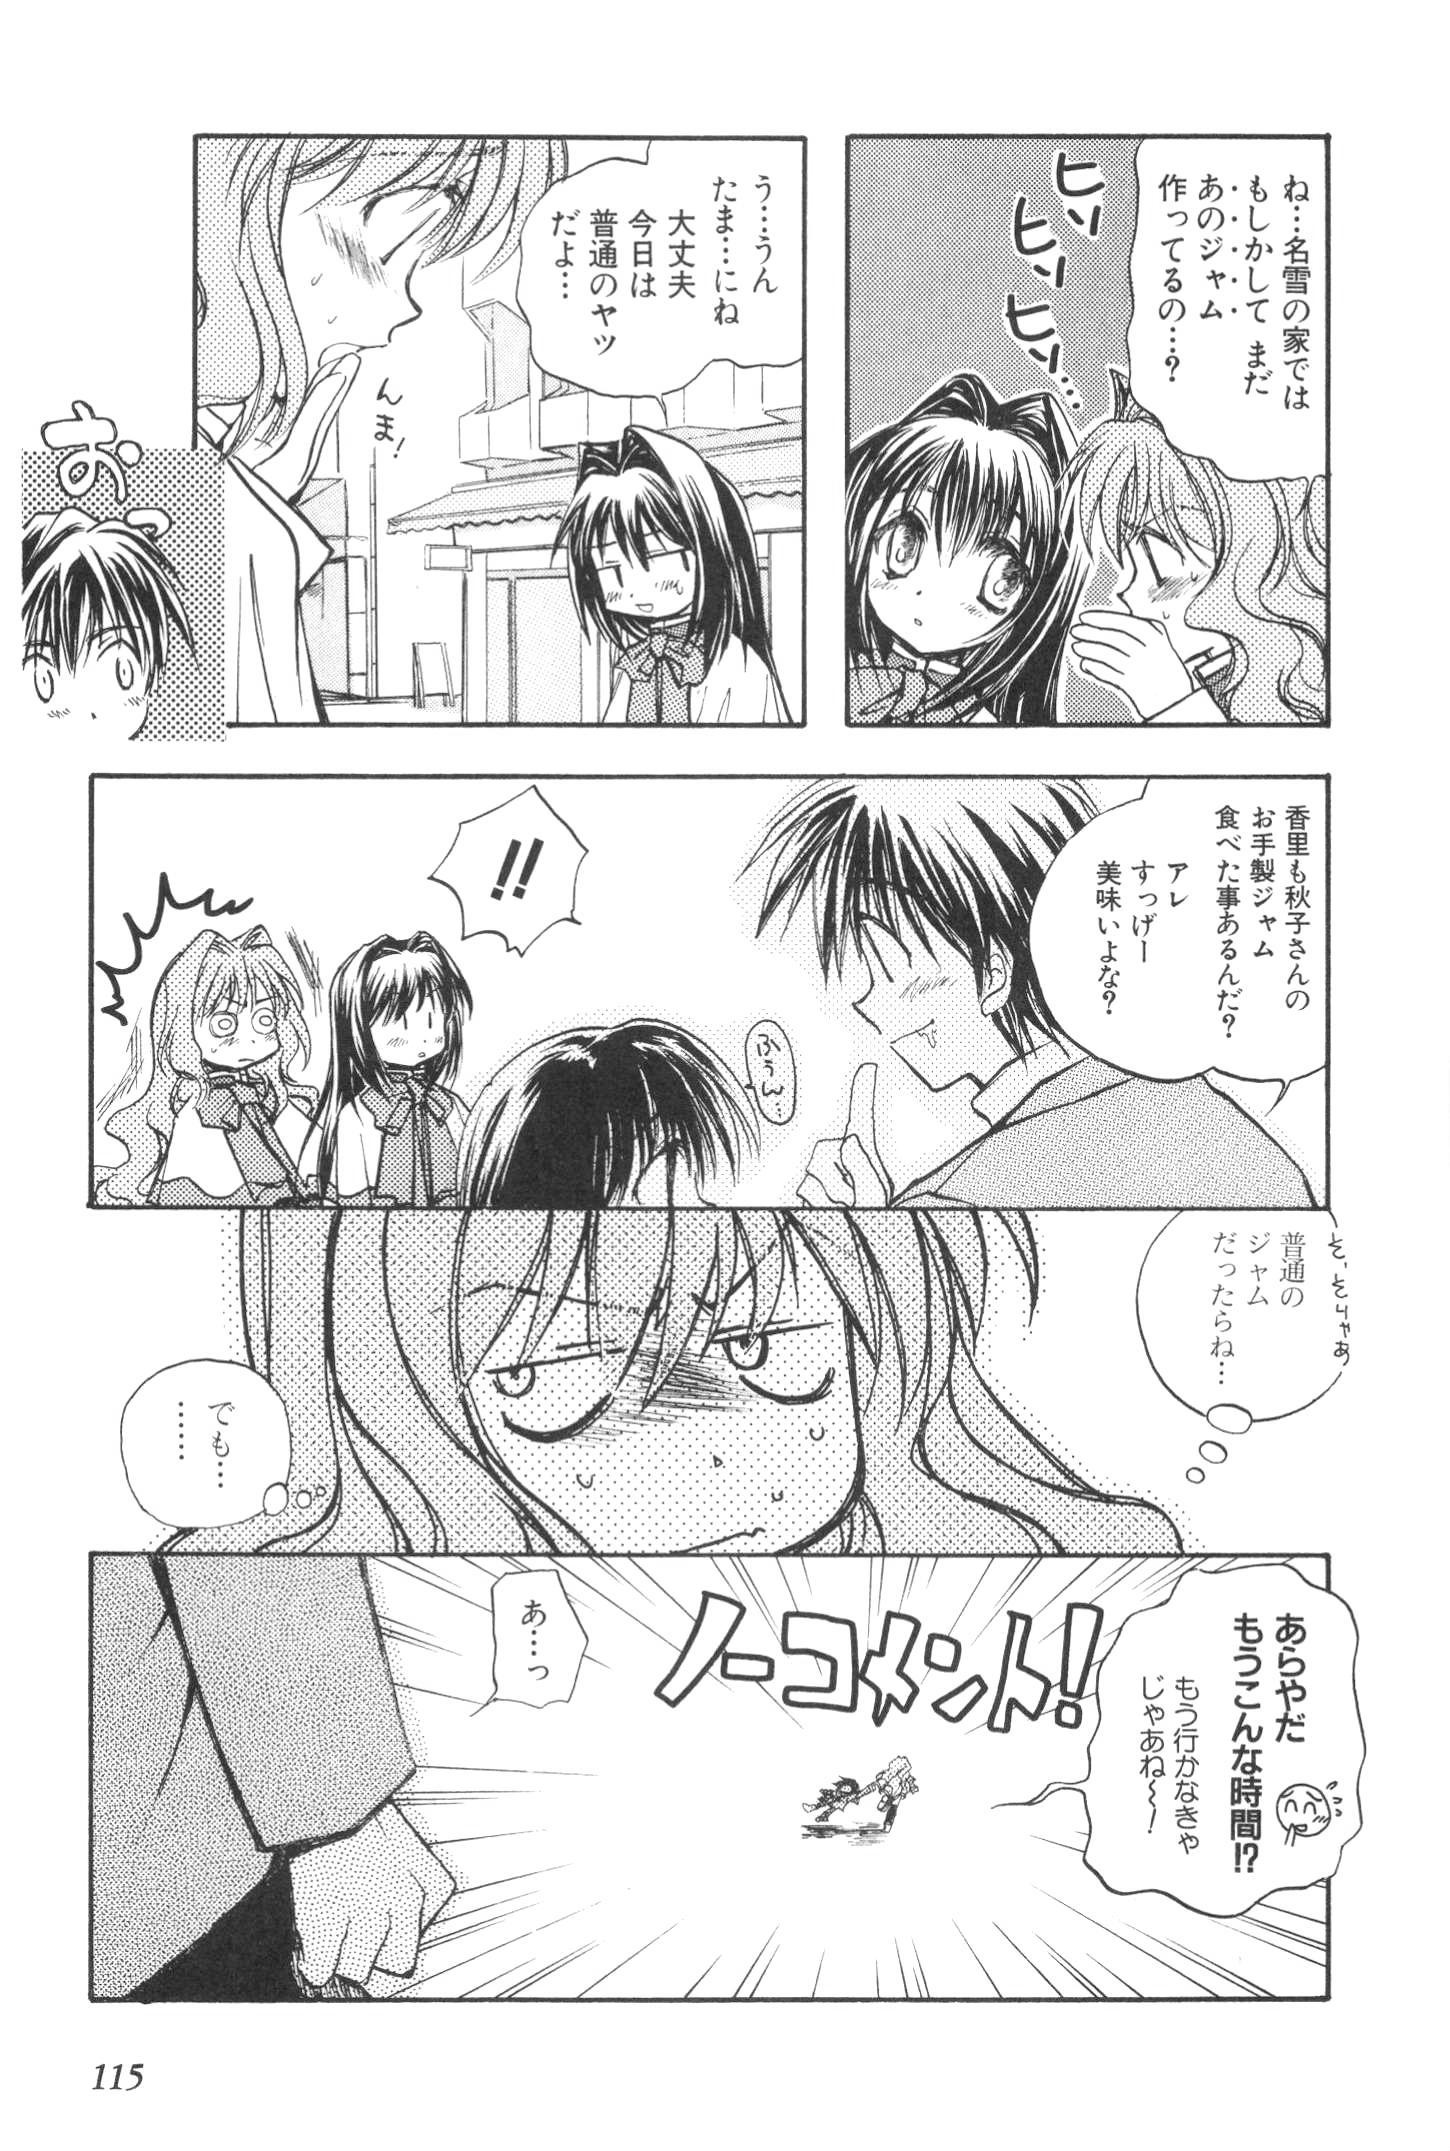 ね…名雪の家では
もしかして まだ
あのジャム
作ってるの…?
ヒソ
ヒソ
ヒソ…
う…うん
たま…にね
大丈夫
今日は
普通のヤツ
だよ…
んま!
おっ
香里も秋子さんの
お手製ジャム
食べた事あるんだ?
アレ
すっげー
美味いよな?
ふぅん…
!!
そ、そりゃあ
普通の
ジャム
だったらね…
でも…
……
あらやだ
もうこんな時間!?
もう行かなきゃ
じゃあね〜!
ノーコメント!
あ…っ
115